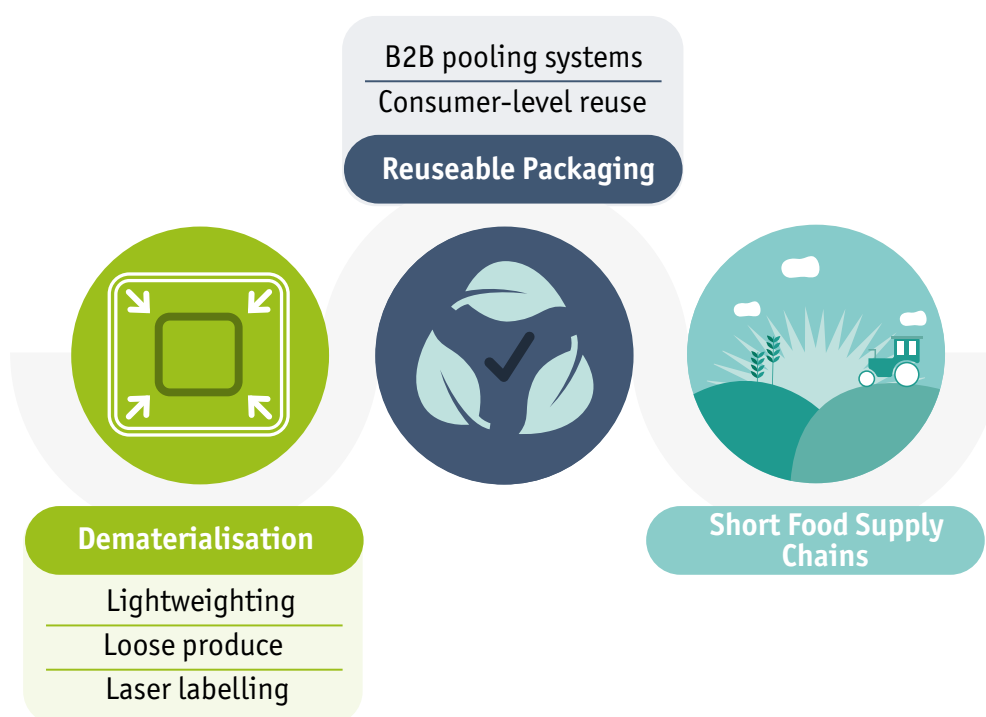 B2B pooling systems
Consumer-level reuse
Reuseable Packaging
Dematerialisation
Lightweighting
Loose produce
Laser labelling
Short Food Supply
Chains